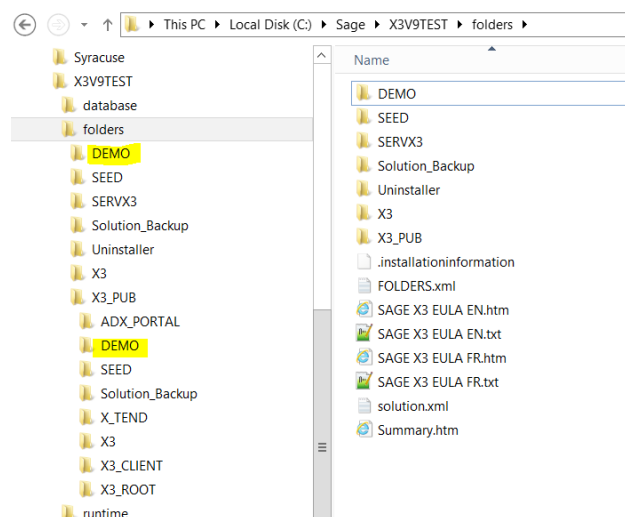 This PC Local Disk (C:) Sage X3V9TEST folders
Syracuse
X3V9TEST
database
folders
DEMO
SEED
SERVX3
Solution_Backup
Uninstaller
X3
X3_PUB
ADX_PORTAL
DEMO
SEED
Solution_Backup
X_TEND
X3
X3_CLIENT
X3_ROOT
runtime
Name
DEMO
SEED
SERVX3
Solution_Backup
Uninstaller
X3
X3_PUB
.installationinformation
FOLDERS.xml
SAGE X3 EULA EN.htm
SAGE X3 EULA EN.txt
SAGE X3 EULA FR.htm
SAGE X3 EULA FR.txt
solution.xml
Summary.htm